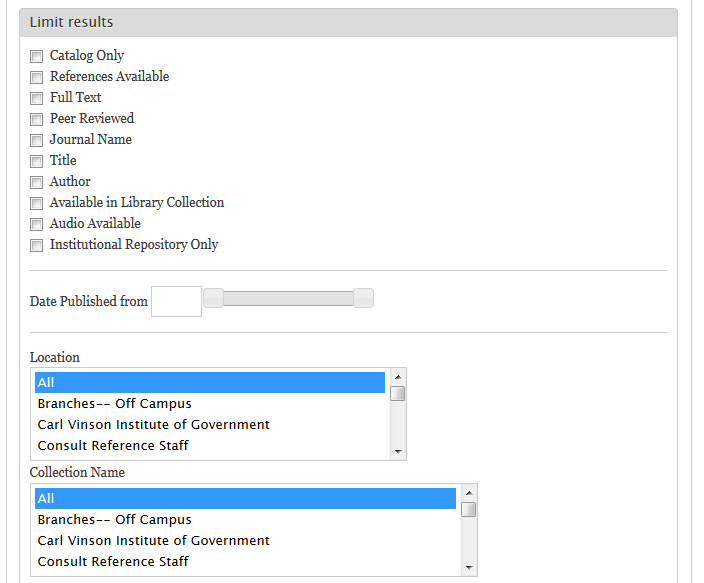 Limit results
Catalog Only
References Available
Full Text
Peer Reviewed
Journal Name
Title
Author
Available in Library Collection
Audio Available
Institutional Repository Only
Date Published from
Location
All
Branches-- Off Campus
Carl Vinson Institute of Government
Consult Reference Staff
Collection Name
All
Branches-- Off Campus
Carl Vinson Institute of Government
Consult Reference Staff